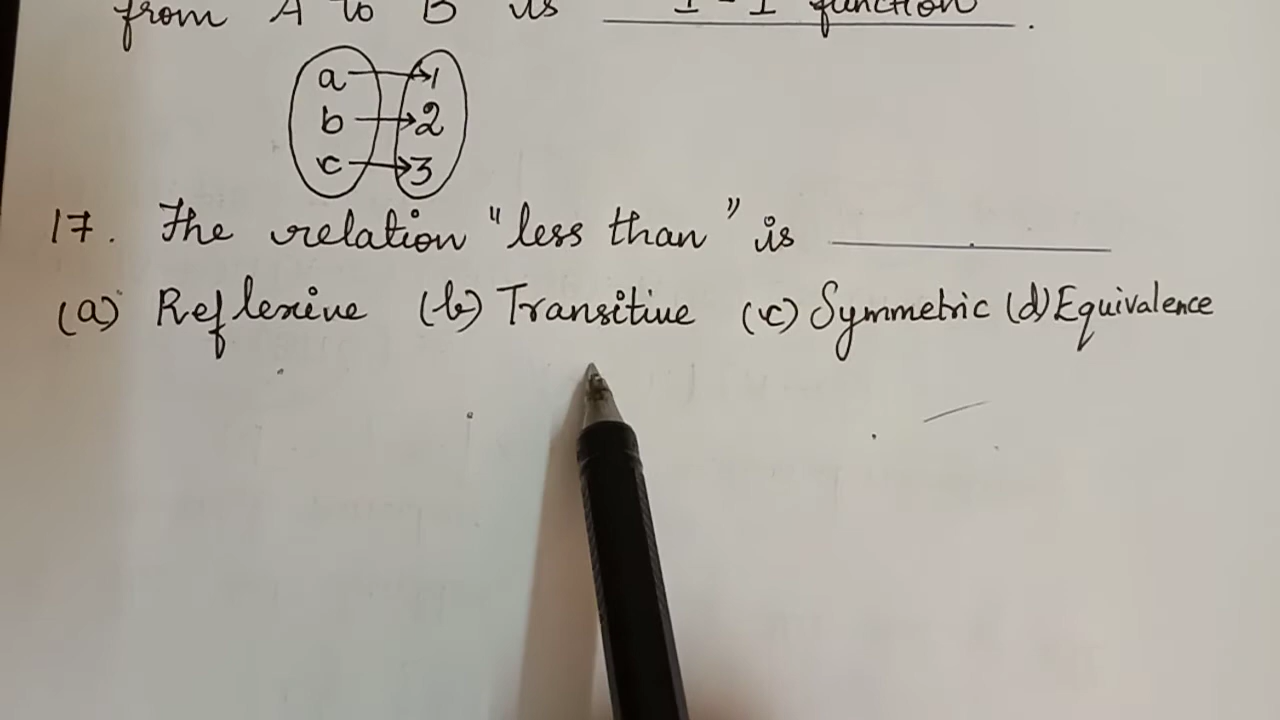 from A to B is 1-1 function.
a → 1
b → 2
c → 3
17. The relation "less than" is ________
(a) Reflexive (b) Transitive (c) Symmetric (d) Equivalence